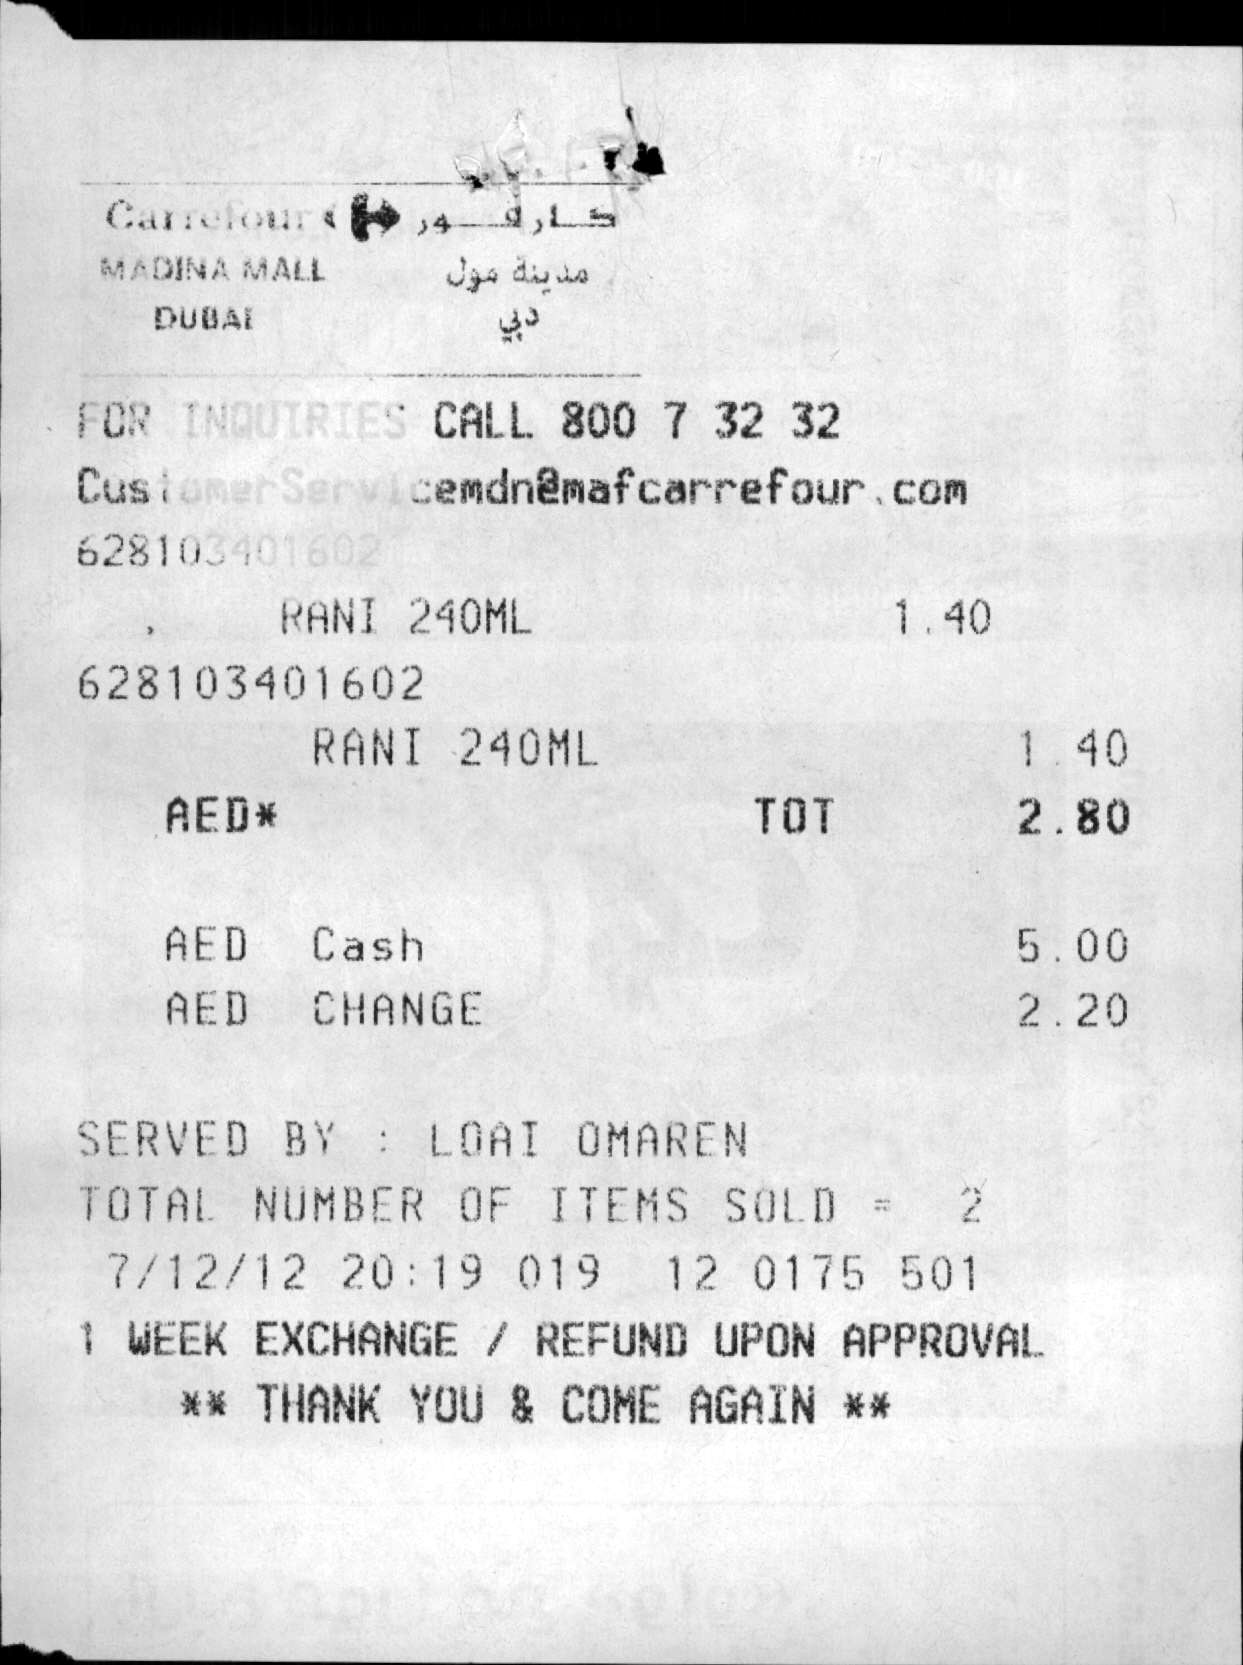 Carrefour كارفور
MADINA MALL مدينة مول
DUBAI دبي
FOR INQUIRIES CALL 800 7 32 32
CustomerServicemdn@mafcarrefour.com
628103401602
RANI 240ML 1.40
628103401602
RANI 240ML 1.40
AED* TOT 2.80
AED Cash 5.00
AED CHANGE 2.20
SERVED BY : LOAI OMAREN
TOTAL NUMBER OF ITEMS SOLD = 2
7/12/12 20:19 019 12 0175 501
1 WEEK EXCHANGE / REFUND UPON APPROVAL
** THANK YOU & COME AGAIN **